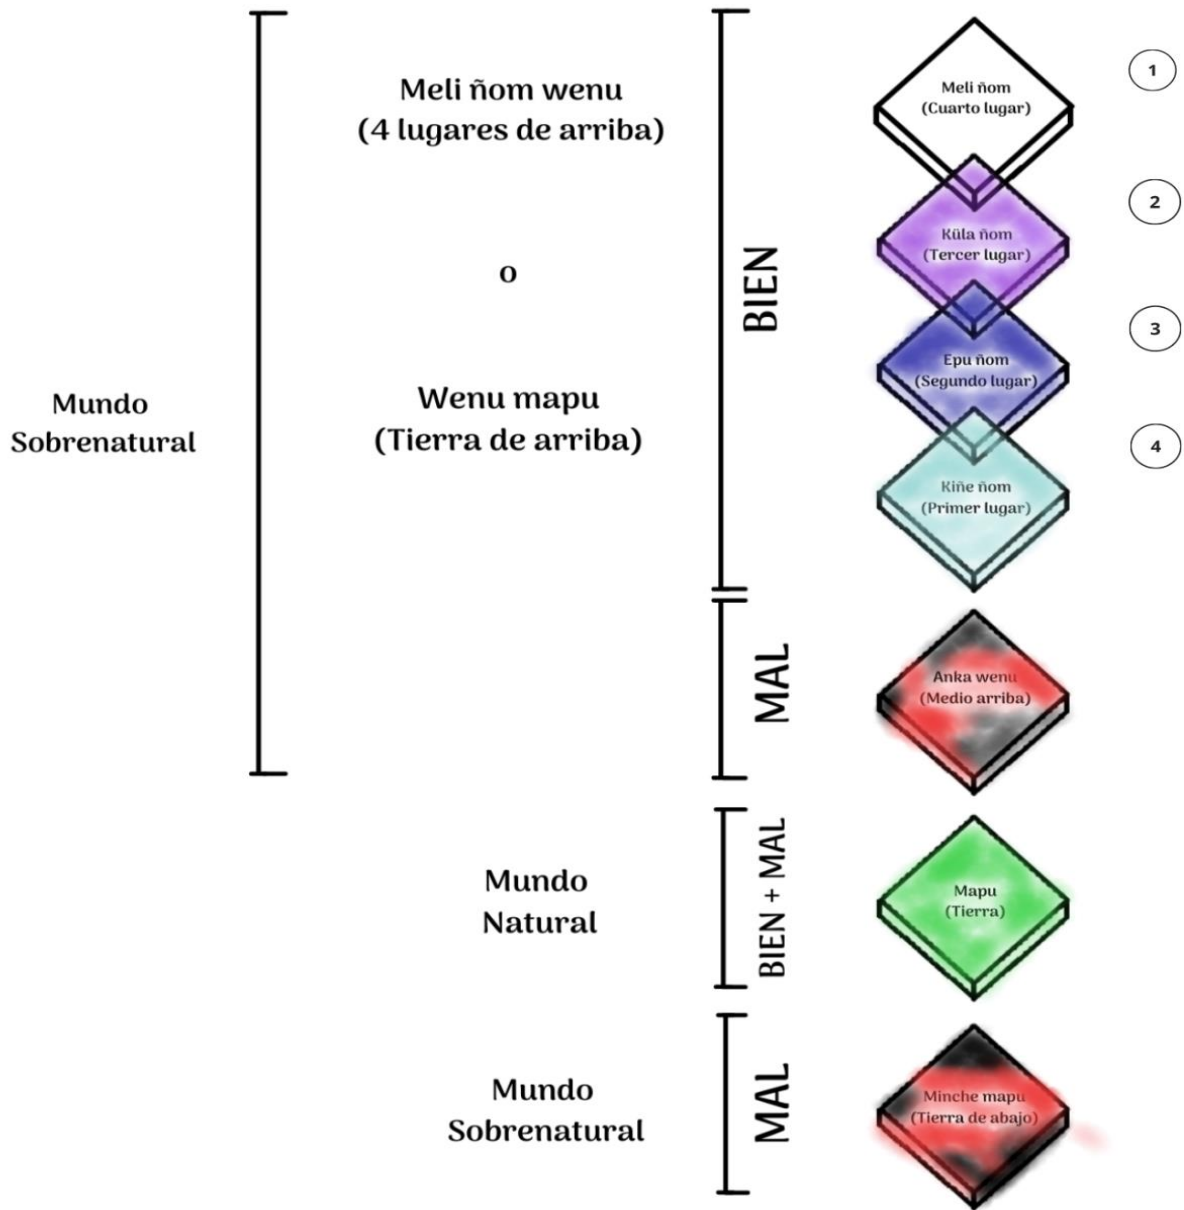 Mundo
Sobrenatural
Meli ñom wenu
(4 lugares de arriba)
o
Wenu mapu
(Tierra de arriba)
BIEN
Meli ñom
(Cuarto lugar)
1
Küla ñom
(Tercer lugar)
2
Epu ñom
(Segundo lugar)
3
Kiñe ñom
(Primer lugar)
4
MAL
Anka wenu
(Medio arriba)
Mundo
Natural
BIEN + MAL
Mapu
(Tierra)
Mundo
Sobrenatural
MAL
Minche mapu
(Tierra de abajo)